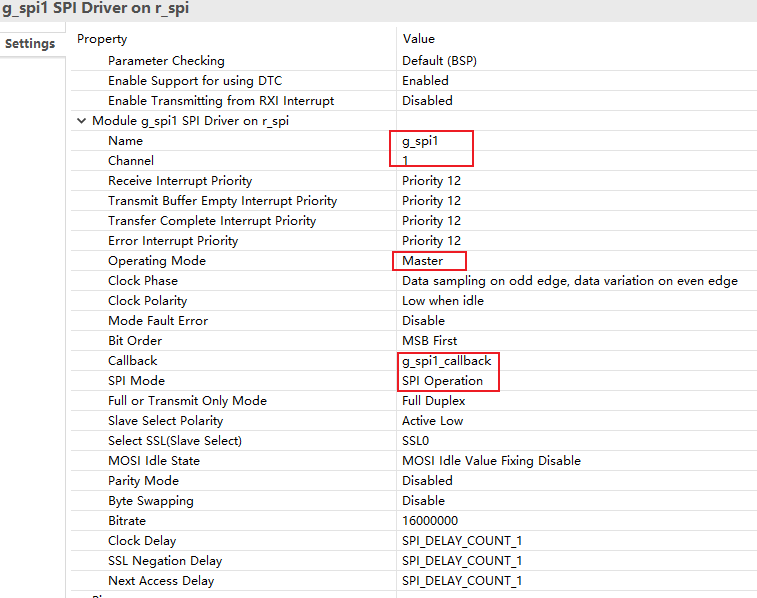 g_spi1 SPI Driver on r_spi
Settings
Property Value
Parameter Checking Default (BSP)
Enable Support for using DTC Enabled
Enable Transmitting from RXI Interrupt Disabled
Module g_spi1 SPI Driver on r_spi
Name g_spi1
Channel 1
Receive Interrupt Priority Priority 12
Transmit Buffer Empty Interrupt Priority Priority 12
Transfer Complete Interrupt Priority Priority 12
Error Interrupt Priority Priority 12
Operating Mode Master
Clock Phase Data sampling on odd edge, data variation on even edge
Clock Polarity Low when idle
Mode Fault Error Disable
Bit Order MSB First
Callback g_spi1_callback
SPI Mode SPI Operation
Full or Transmit Only Mode Full Duplex
Slave Select Polarity Active Low
Select SSL(Slave Select) SSL0
MOSI Idle State MOSI Idle Value Fixing Disable
Parity Mode Disabled
Byte Swapping Disable
Bitrate 16000000
Clock Delay SPI_DELAY_COUNT_1
SSL Negation Delay SPI_DELAY_COUNT_1
Next Access Delay SPI_DELAY_COUNT_1